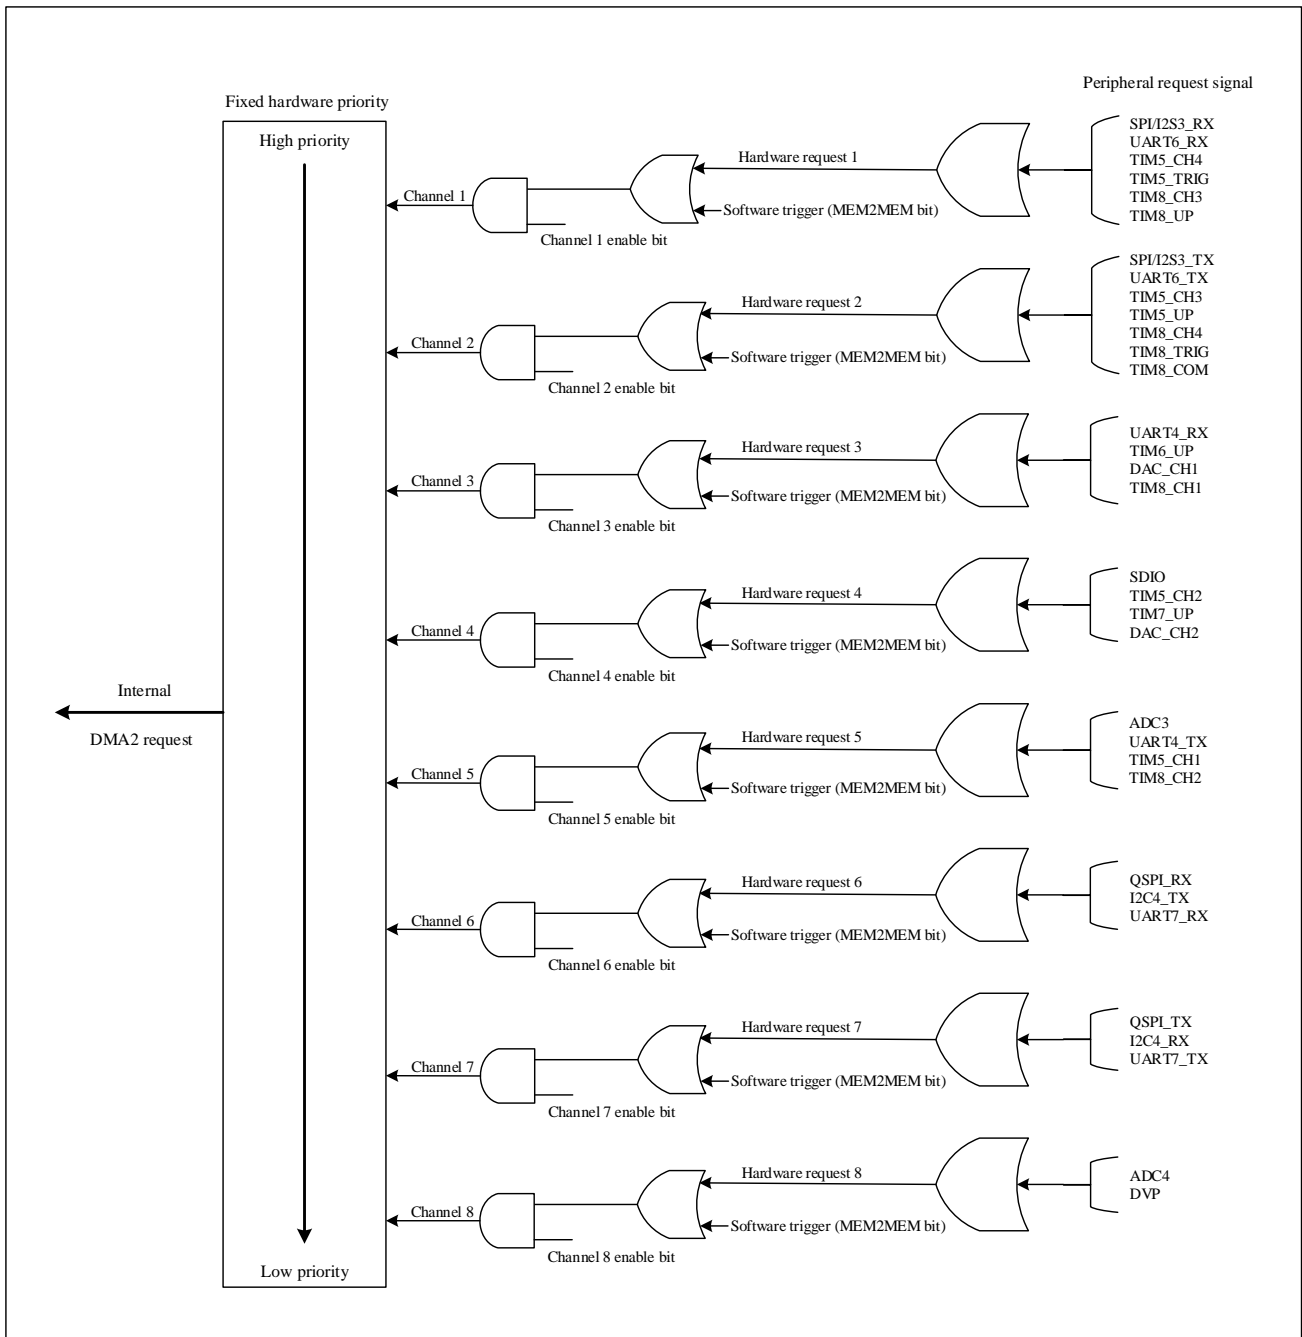 Peripheral request signal
Fixed hardware priority
High priority
SPI/I2S3_RX
UART6_RX
TIM5_CH4
TIM5_TRIG
TIM8_CH3
TIM8_UP
Hardware request 1
Channel 1
Software trigger (MEM2MEM bit)
Channel 1 enable bit
SPI/I2S3_TX
UART6_TX
TIM5_CH3
TIM5_UP
TIM8_CH4
TIM8_TRIG
TIM8_COM
Hardware request 2
Channel 2
Software trigger (MEM2MEM bit)
Channel 2 enable bit
UART4_RX
TIM6_UP
DAC_CH1
TIM8_CH1
Hardware request 3
Channel 3
Software trigger (MEM2MEM bit)
Channel 3 enable bit
SDIO
TIM5_CH2
TIM7_UP
DAC_CH2
Hardware request 4
Channel 4
Software trigger (MEM2MEM bit)
Channel 4 enable bit
Internal
DMA2 request
ADC3
UART4_TX
TIM5_CH1
TIM8_CH2
Hardware request 5
Channel 5
Software trigger (MEM2MEM bit)
Channel 5 enable bit
QSPI_RX
I2C4_TX
UART7_RX
Hardware request 6
Channel 6
Software trigger (MEM2MEM bit)
Channel 6 enable bit
QSPI_TX
I2C4_RX
UART7_TX
Hardware request 7
Channel 7
Software trigger (MEM2MEM bit)
Channel 7 enable bit
ADC4
DVP
Hardware request 8
Channel 8
Software trigger (MEM2MEM bit)
Channel 8 enable bit
Low priority